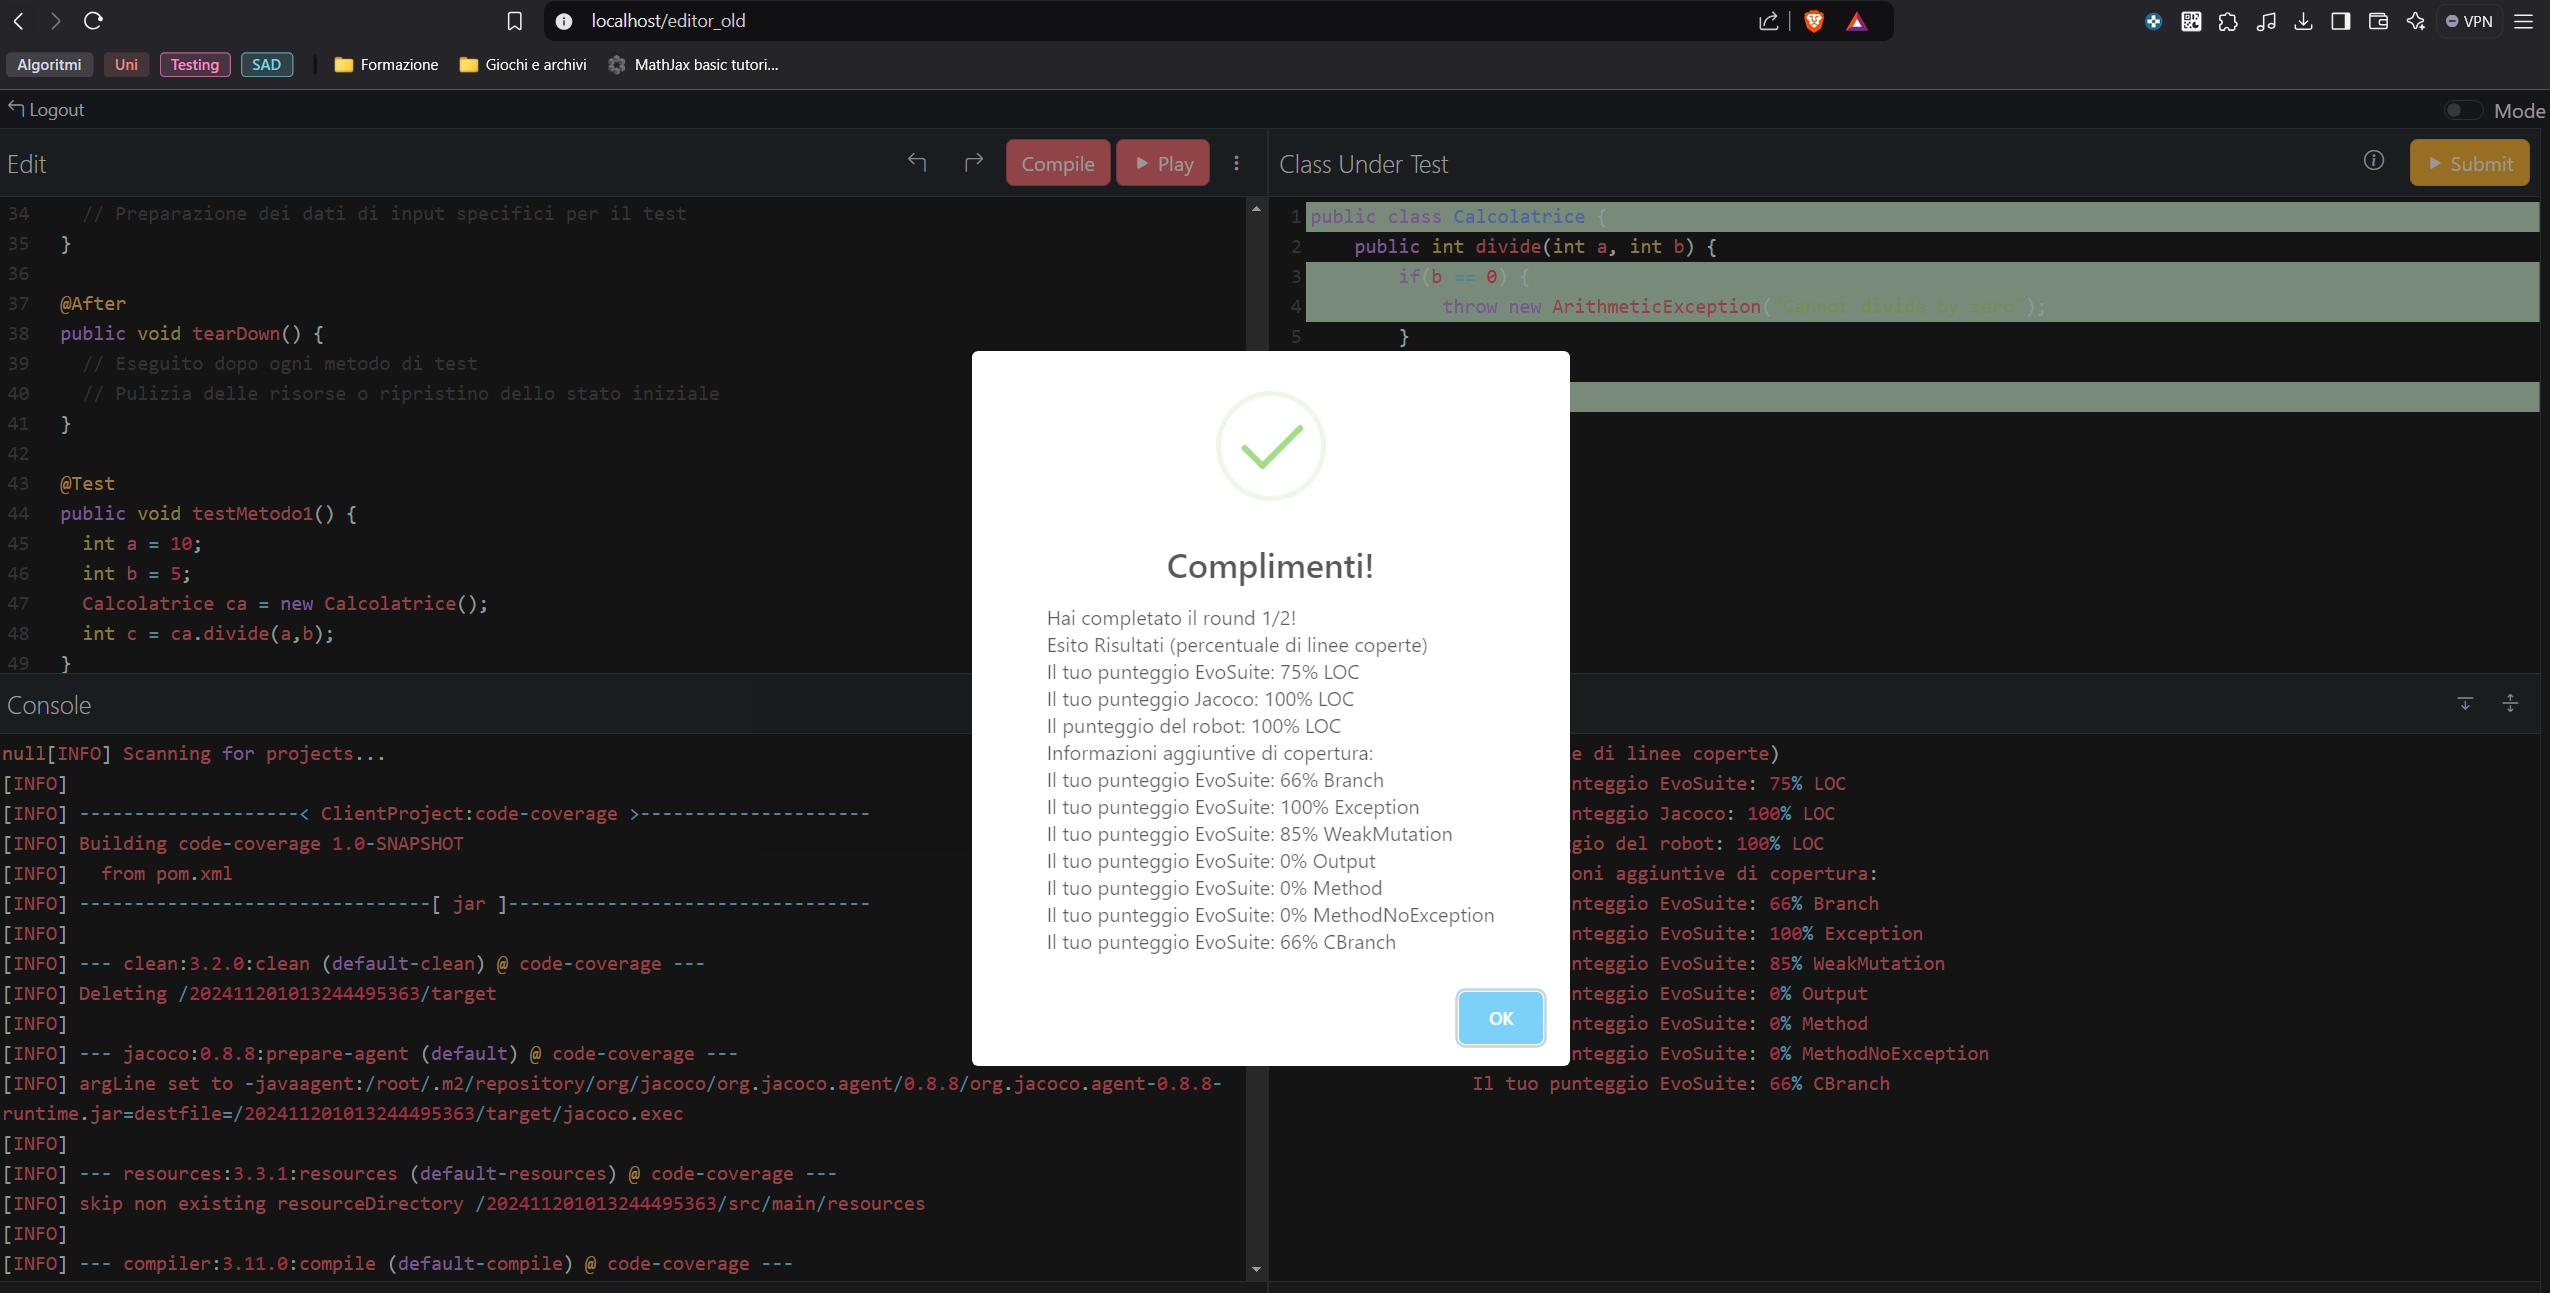 localhost/editor_old
VPN
Algoritmi
Uni
Testing
SAD
Formazione
Giochi e archivi
MathJax basic tutori...
Logout
Mode
Edit
Compile
Play
34 // Preparazione dei dati di input specifici per il test
35 }
36
37 @After
38 public void tearDown() {
39 // Eseguito dopo ogni metodo di test
40 // Pulizia delle risorse o ripristino dello stato iniziale
41 }
42
43 @Test
44 public void testMetodo1() {
45 int a = 10;
46 int b = 5;
47 Calcolatrice ca = new Calcolatrice();
48 int c = ca.divide(a,b);
49 }
Class Under Test
Submit
1 public class Calcolatrice {
2 public int divide(int a, int b) {
3 if(b == 0) {
4 throw new ArithmeticException("Cannot divide by zero");
5 }
Complimenti!
Hai completato il round 1/2!
Esito Risultati (percentuale di linee coperte)
Il tuo punteggio EvoSuite: 75% LOC
Il tuo punteggio Jacoco: 100% LOC
Il punteggio del robot: 100% LOC
Informazioni aggiuntive di copertura:
Il tuo punteggio EvoSuite: 66% Branch
Il tuo punteggio EvoSuite: 100% Exception
Il tuo punteggio EvoSuite: 85% WeakMutation
Il tuo punteggio EvoSuite: 0% Output
Il tuo punteggio EvoSuite: 0% Method
Il tuo punteggio EvoSuite: 0% MethodNoException
Il tuo punteggio EvoSuite: 66% CBranch
OK
Console
null[INFO] Scanning for projects...
[INFO]
[INFO] --------------------< ClientProject:code-coverage >---------------------
[INFO] Building code-coverage 1.0-SNAPSHOT
[INFO] from pom.xml
[INFO] --------------------------------[ jar ]---------------------------------
[INFO]
[INFO] --- clean:3.2.0:clean (default-clean) @ code-coverage ---
[INFO] Deleting /202411201013244495363/target
[INFO]
[INFO] --- jacoco:0.8.8:prepare-agent (default) @ code-coverage ---
[INFO] argLine set to -javaagent:/root/.m2/repository/org/jacoco/org.jacoco.agent/0.8.8/org.jacoco.agent-0.8.8-
runtime.jar=destfile=/202411201013244495363/target/jacoco.exec
[INFO]
[INFO] --- resources:3.3.1:resources (default-resources) @ code-coverage ---
[INFO] skip non existing resourceDirectory /202411201013244495363/src/main/resources
[INFO]
[INFO] --- compiler:3.11.0:compile (default-compile) @ code-coverage ---
e di linee coperte)
nteggio EvoSuite: 75% LOC
nteggio Jacoco: 100% LOC
gio del robot: 100% LOC
oni aggiuntive di copertura:
nteggio EvoSuite: 66% Branch
nteggio EvoSuite: 100% Exception
nteggio EvoSuite: 85% WeakMutation
nteggio EvoSuite: 0% Output
nteggio EvoSuite: 0% Method
nteggio EvoSuite: 0% MethodNoException
Il tuo punteggio EvoSuite: 66% CBranch